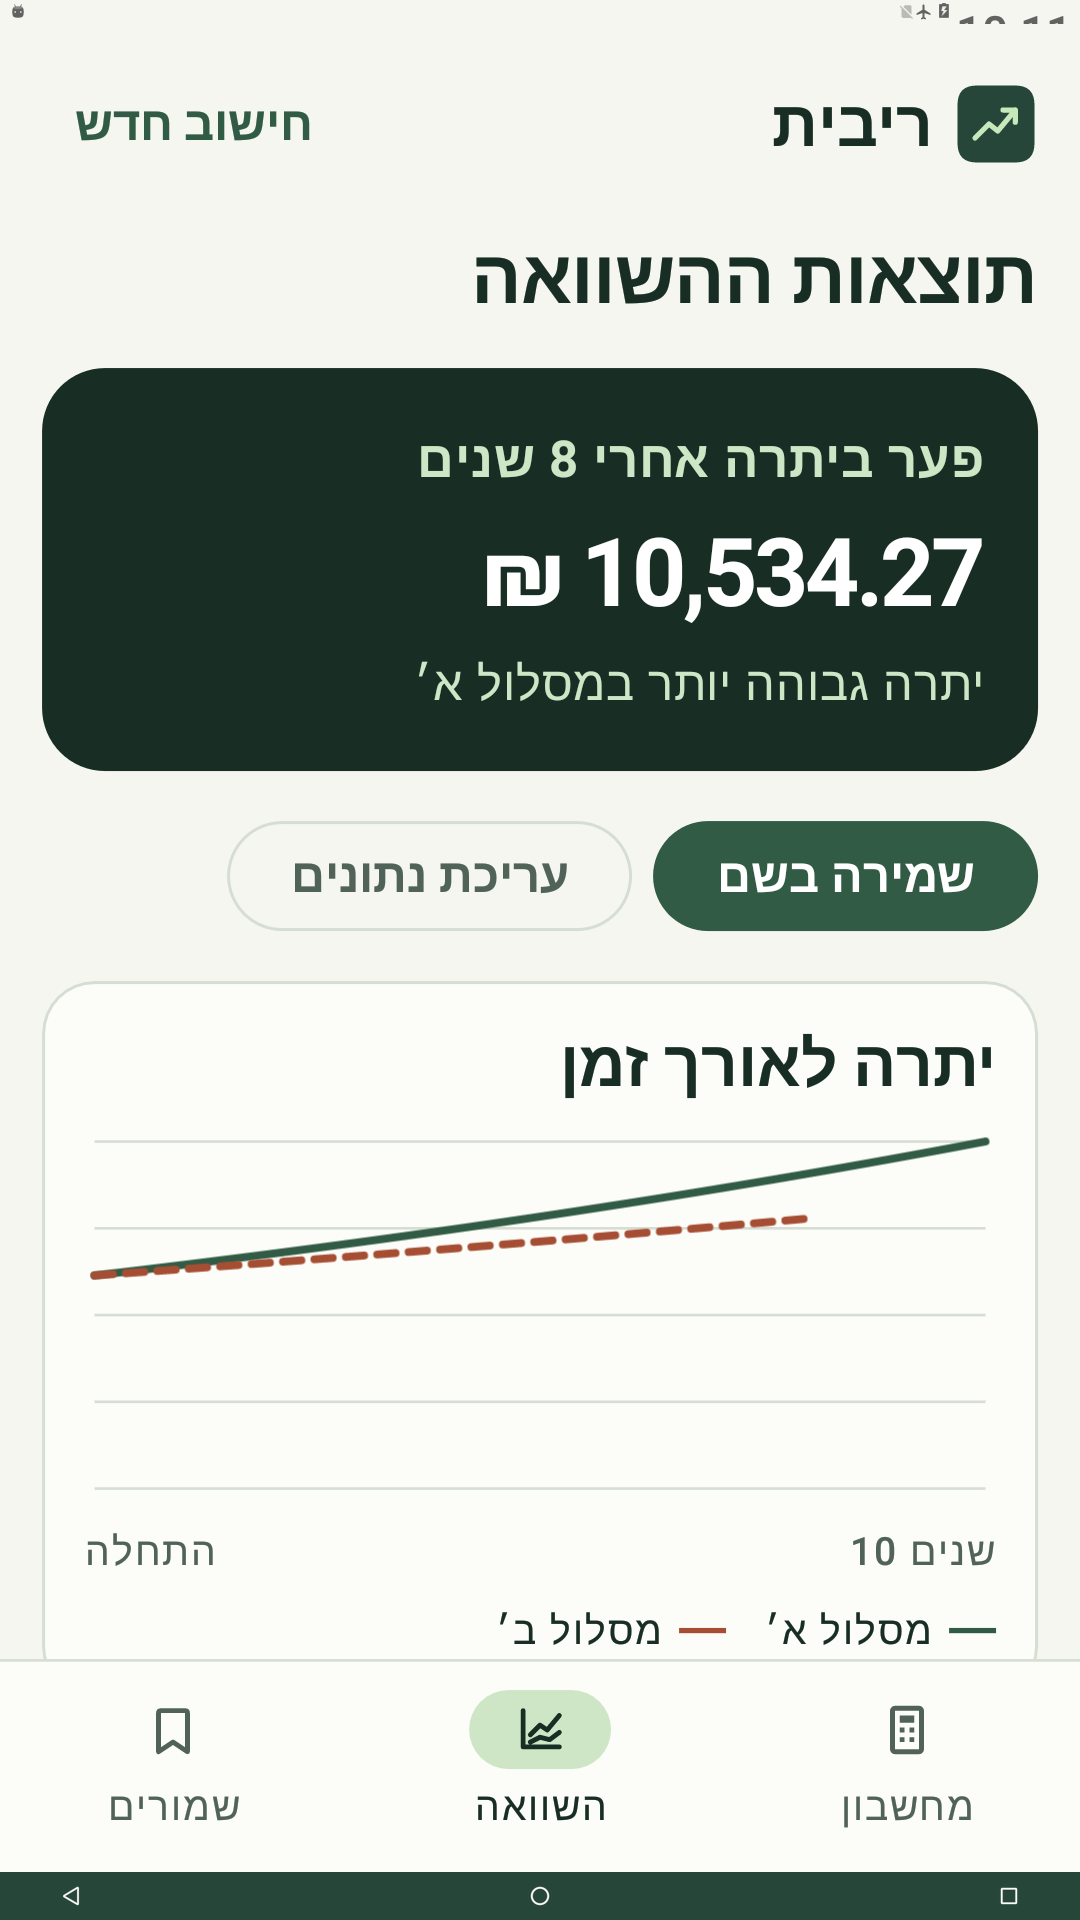 ריבית
חישוב חדש
תוצאות ההשוואה
פער ביתרה אחרי 8 שנים
10,534.27 ₪
יתרה גבוהה יותר במסלול א׳
שמירה בשם
עריכת נתונים
יתרה לאורך זמן
שנים 10
התחלה
מסלול א׳
מסלול ב׳
מחשבון
השוואה
שמורים